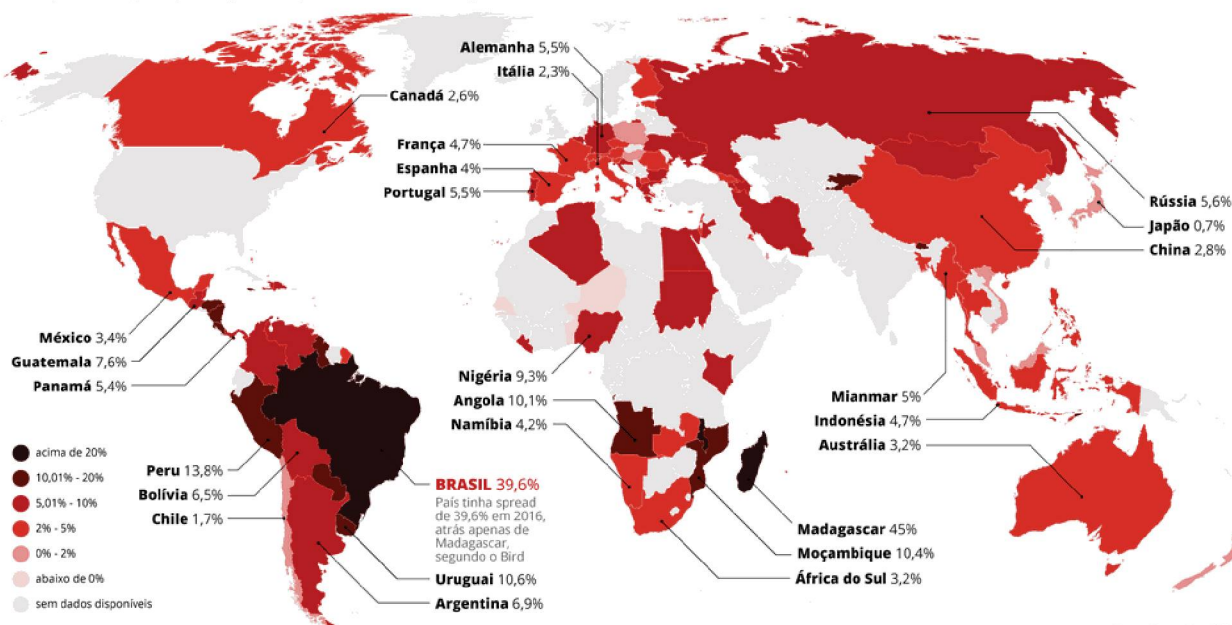 Alemanha 5,5%
Itália 2,3%
Canadá 2,6%
França 4,7%
Espanha 4%
Portugal 5,5%
Rússia 5,6%
Japão 0,7%
China 2,8%
México 3,4%
Guatemala 7,6%
Panamá 5,4%
Nigéria 9,3%
Angola 10,1%
Namíbia 4,2%
Mianmar 5%
Indonésia 4,7%
Austrália 3,2%
acima de 20%
10,01% - 20%
5,01% - 10%
2% - 5%
0% - 2%
abaixo de 0%
sem dados disponíveis
Peru 13,8%
Bolívia 6,5%
Chile 1,7%
BRASIL 39,6%
País tinha spread
de 39,6% em 2016,
atrás apenas de
Madagascar,
segundo o Bird
Uruguai 10,6%
Argentina 6,9%
Madagascar 45%
Moçambique 10,4%
África do Sul 3,2%